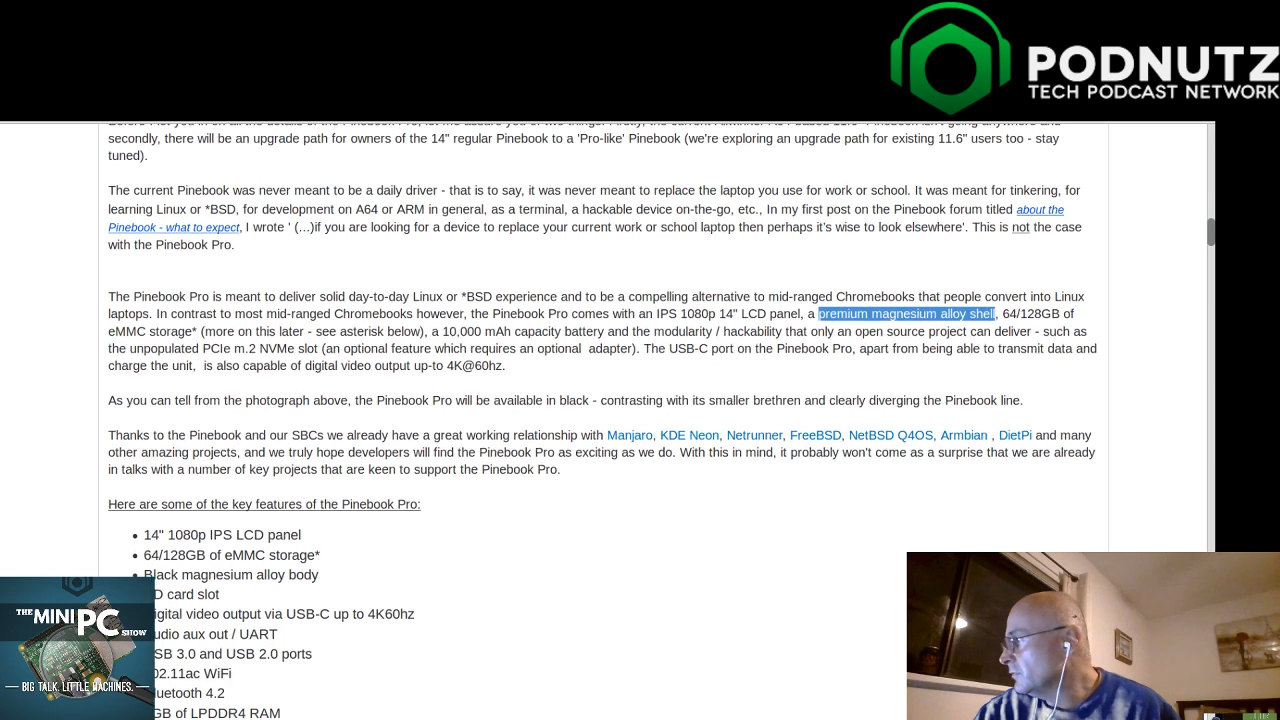 PODNUTZ
TECH PODCAST NETWORK
secondly, there will be an upgrade path for owners of the 14" regular Pinebook to a 'Pro-like' Pinebook (we're exploring an upgrade path for existing 11.6" users too - stay
tuned).
The current Pinebook was never meant to be a daily driver - that is to say, it was never meant to replace the laptop you use for work or school. It was meant for tinkering, for
learning Linux or *BSD, for development on A64 or ARM in general, as a terminal, a hackable device on-the-go, etc., In my first post on the Pinebook forum titled about the
Pinebook - what to expect, I wrote ' (...)if you are looking for a device to replace your current work or school laptop then perhaps it's wise to look elsewhere'. This is not the case
with the Pinebook Pro.
The Pinebook Pro is meant to deliver solid day-to-day Linux or *BSD experience and to be a compelling alternative to mid-ranged Chromebooks that people convert into Linux
laptops. In contrast to most mid-ranged Chromebooks however, the Pinebook Pro comes with an IPS 1080p 14" LCD panel, a premium magnesium alloy shell, 64/128GB of
eMMC storage* (more on this later - see asterisk below), a 10,000 mAh capacity battery and the modularity / hackability that only an open source project can deliver - such as
the unpopulated PCIe m.2 NVMe slot (an optional feature which requires an optional adapter). The USB-C port on the Pinebook Pro, apart from being able to transmit data and
charge the unit, is also capable of digital video output up-to 4K@60hz.
As you can tell from the photograph above, the Pinebook Pro will be available in black - contrasting with its smaller brethren and clearly diverging the Pinebook line.
Thanks to the Pinebook and our SBCs we already have a great working relationship with Manjaro, KDE Neon, Netrunner, FreeBSD, NetBSD Q4OS, Armbian , DietPi and many
other amazing projects, and we truly hope developers will find the Pinebook Pro as exciting as we do. With this in mind, it probably won't come as a surprise that we are already
in talks with a number of key projects that are keen to support the Pinebook Pro.
Here are some of the key features of the Pinebook Pro:
• 14" 1080p IPS LCD panel
• 64/128GB of eMMC storage*
• Black magnesium alloy body
D card slot
igital video output via USB-C up to 4K60hz
udio aux out / UART
SB 3.0 and USB 2.0 ports
02.11ac WiFi
luetooth 4.2
GB of LPDDR4 RAM
THE MINI PC SHOW
BIG TALK. LITTLE MACHINES.